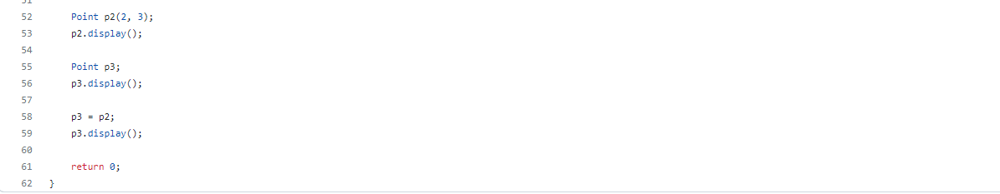 52 Point p2(2, 3);
53 p2.display();
54
55 Point p3;
56 p3.display();
57
58 p3 = p2;
59 p3.display();
60
61 return 0;
62 }